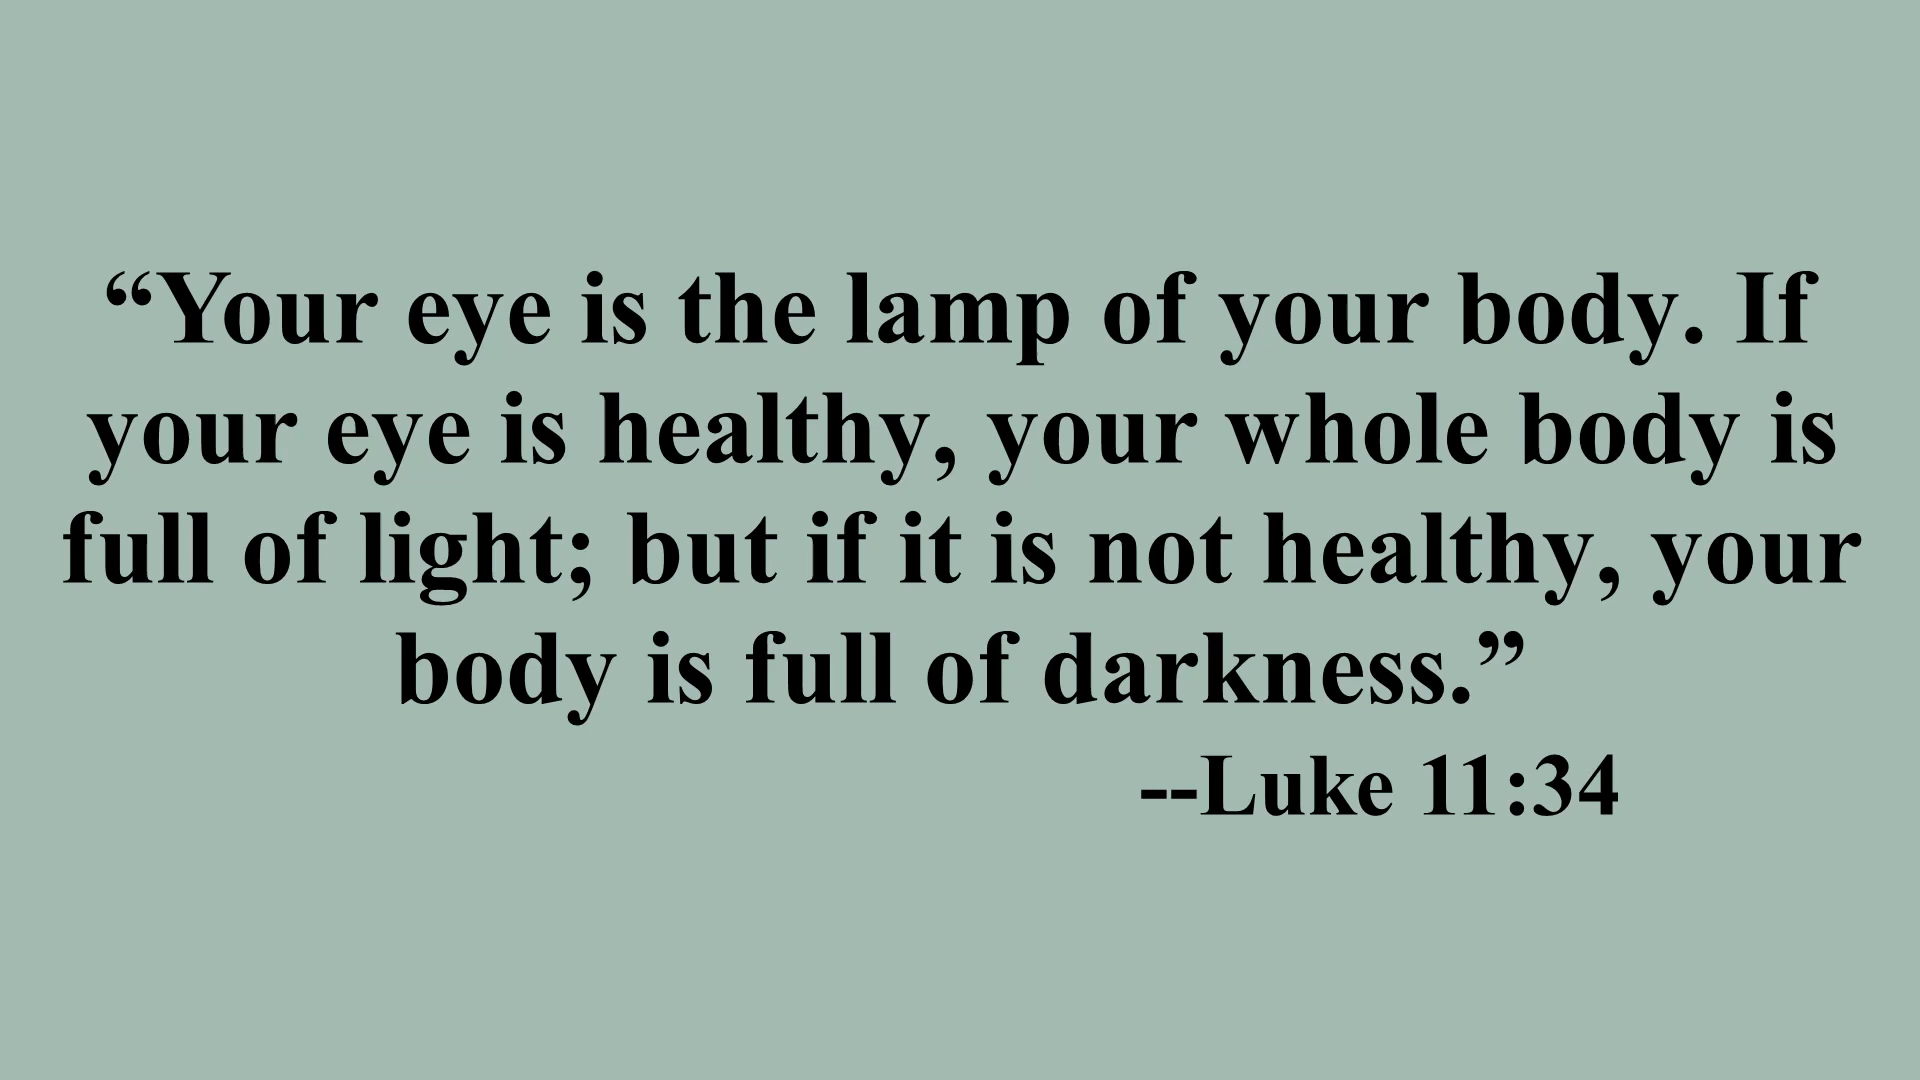 “Your eye is the lamp of your body. If
your eye is healthy, your whole body is
full of light; but if it is not healthy, your
body is full of darkness.”
--Luke 11:34